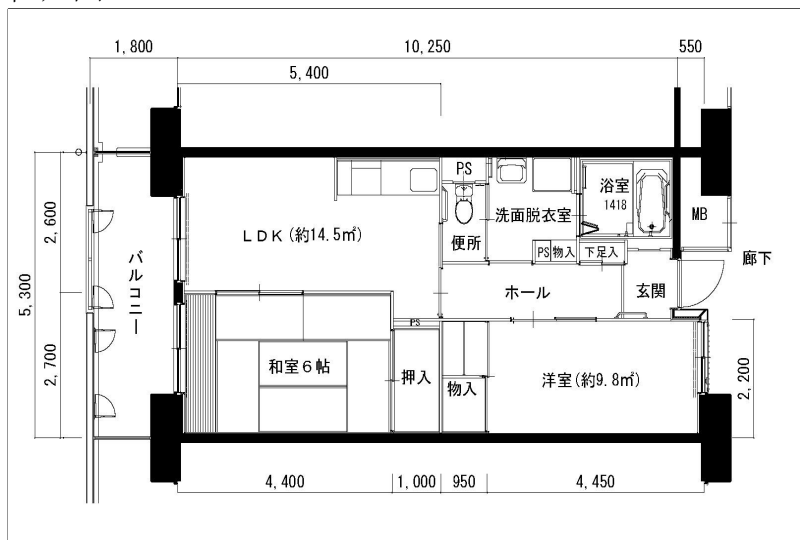 1,800
10,250
550
5,400
PS
浴室
1418
洗面脱衣室
MB
2,600
LDK(約14.5㎡)
便所
PS
物入
下足入
廊下
バルコニー
5,300
ホール
玄関
PS
2,700
和室6帖
押入
物入
洋室(約9.8㎡)
2,200
4,400
1,000
950
4,450